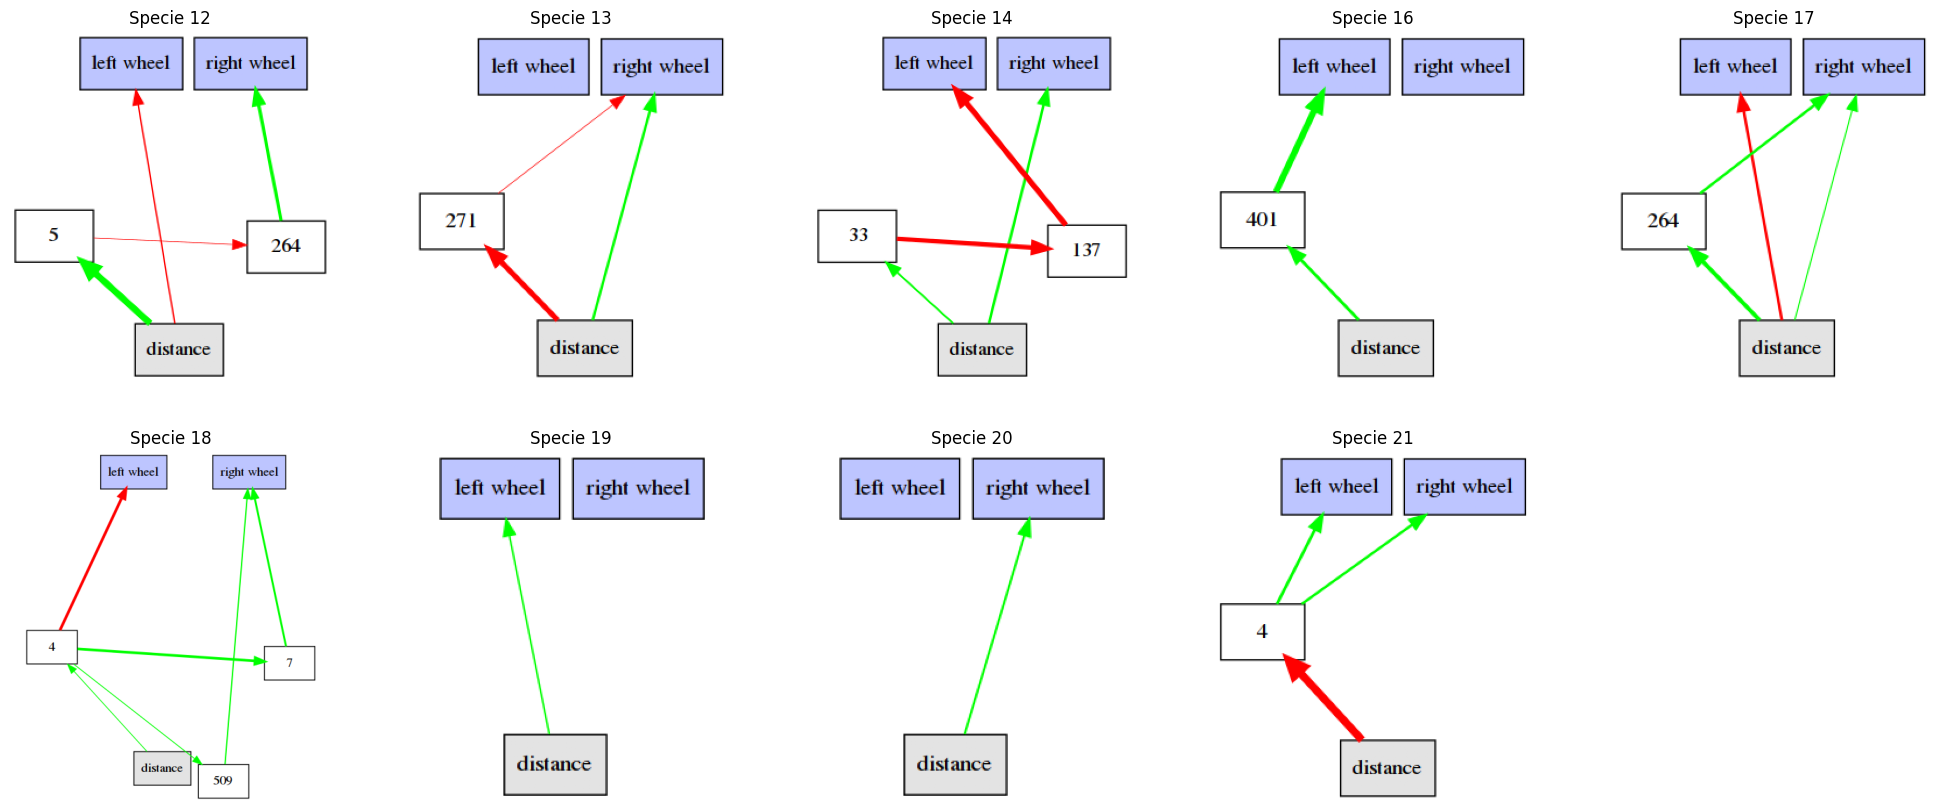 Specie 12
left wheel
right wheel
5
264
distance
Specie 13
left wheel
right wheel
271
distance
Specie 14
left wheel
right wheel
33
137
distance
Specie 16
left wheel
right wheel
401
distance
Specie 17
left wheel
right wheel
264
distance
Specie 18
left wheel
right wheel
4
7
distance
509
Specie 19
left wheel
right wheel
distance
Specie 20
left wheel
right wheel
distance
Specie 21
left wheel
right wheel
4
distance